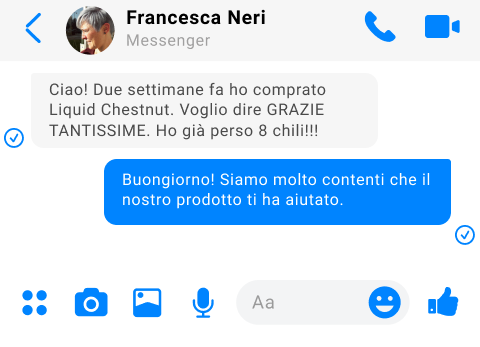 Francesca Neri
Messenger
Ciao! Due settimane fa ho comprato
Liquid Chestnut. Voglio dire GRAZIE
TANTISSIME. Ho già perso 8 chili!!!
Buongiorno! Siamo molto contenti che il
nostro prodotto ti ha aiutato.
Aa